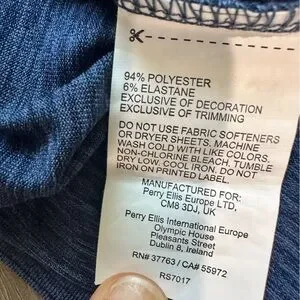 94% POLYESTER
6% ELASTANE
EXCLUSIVE OF DECORATION
EXCLUSIVE OF TRIMMING
DO NOT USE FABRIC SOFTENERS
OR DRYER SHEETS. MACHINE
WASH COLD WITH LIKE COLORS.
NON-CHLORINE BLEACH. TUMBLE
DRY LOW. COOL IRON. DO NOT
IRON ON PRINTED LABEL.
MANUFACTURED FOR:
Perry Ellis Europe LTD,
CM8 3DJ, UK
Perry Ellis International Europe
Olympic House
Pleasants Street
Dublin 8, Ireland
RN# 37763 / CA# 55972
RS7017